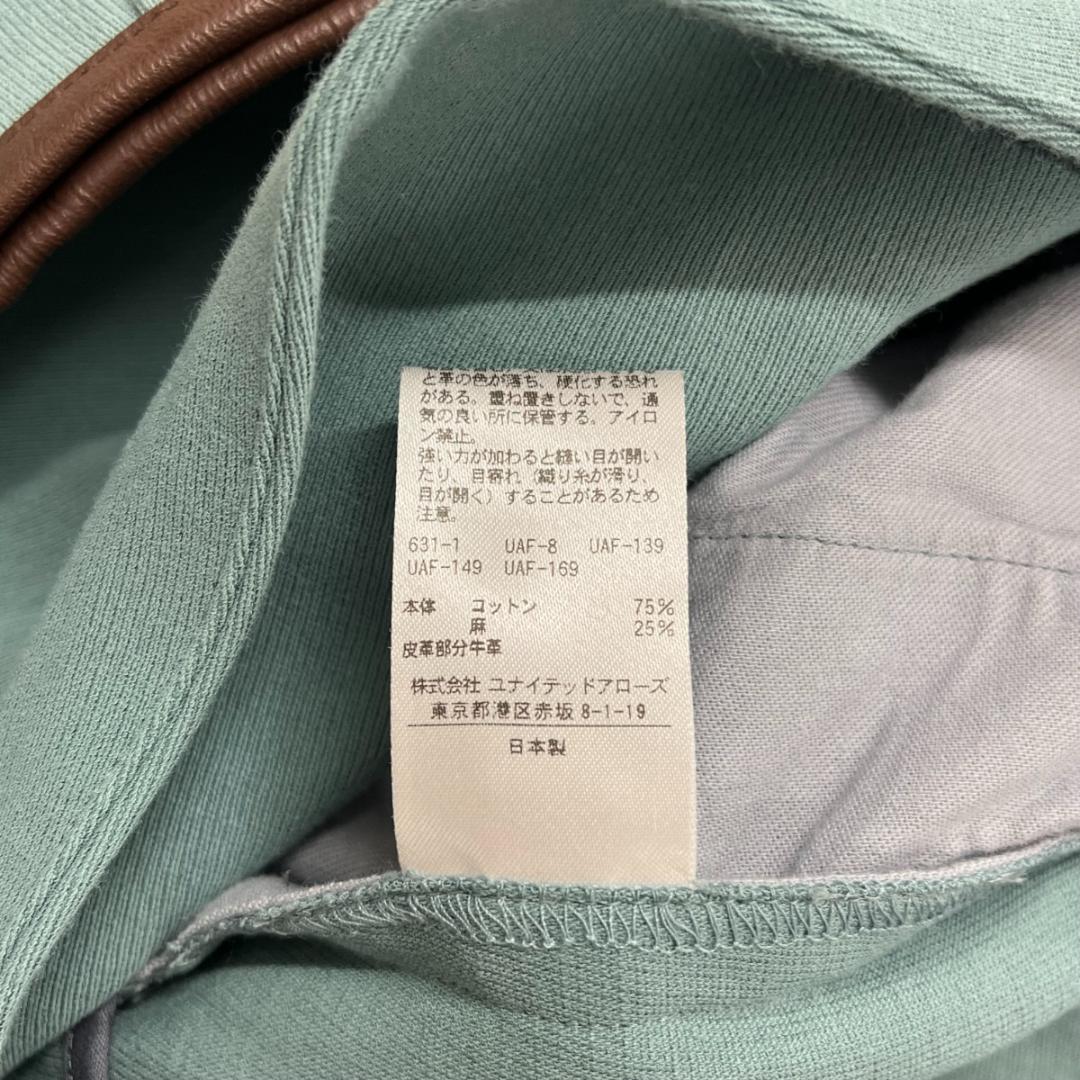 と革の色が落ち、硬化する恐れ
がある。重ね置きしないで、通
気の良い所に保管する。アイロ
ン禁止。
強い力が加わると縫い目が開い
たり、目寄れ（織り糸が滑り、
目が開く）することがあるため
注意。
631-1 UAF-8 UAF-139
UAF-149 UAF-169
本体 コットン 75%
麻 25%
皮革部分牛革
株式会社 ユナイテッドアローズ
東京都港区赤坂 8-1-19
日本製